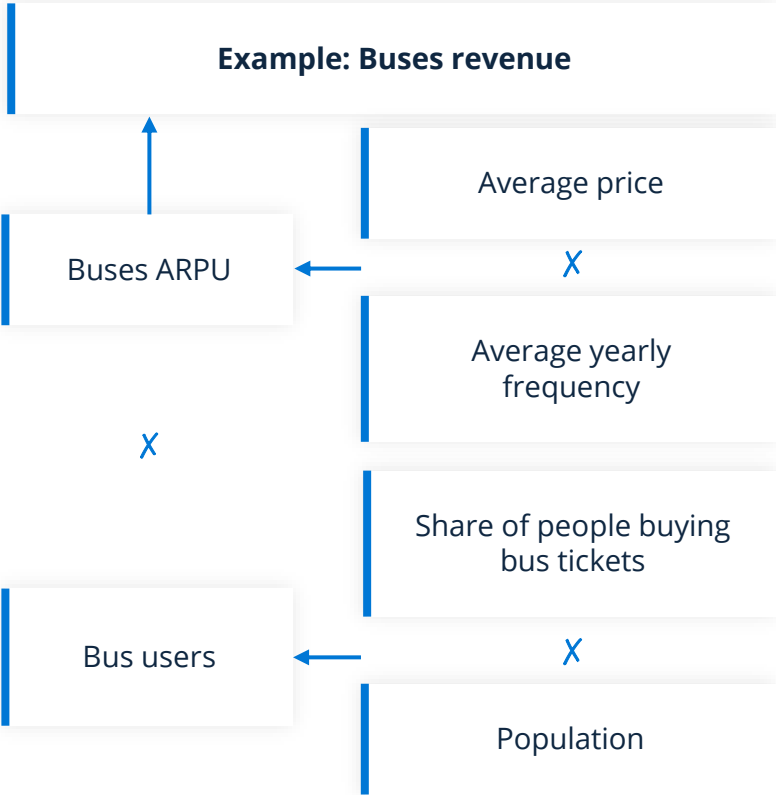 Example: Buses revenue
Average price
Buses ARPU
✗
Average yearly
frequency
✗
Share of people buying
bus tickets
Bus users
✗
Population